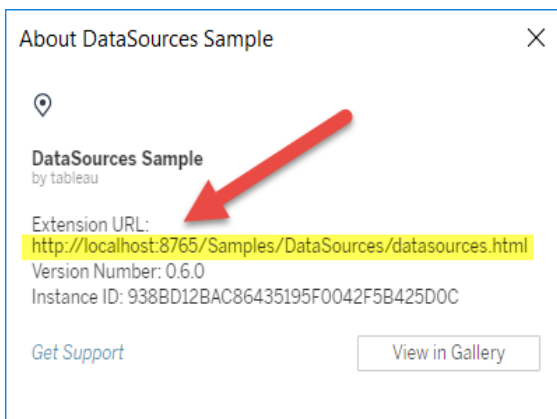 About DataSources Sample
DataSources Sample
by tableau
Extension URL:
http://localhost:8765/Samples/DataSources/datasources.html
Version Number: 0.6.0
Instance ID: 938BD12BAC86435195F0042F5B425D0C
Get Support
View in Gallery